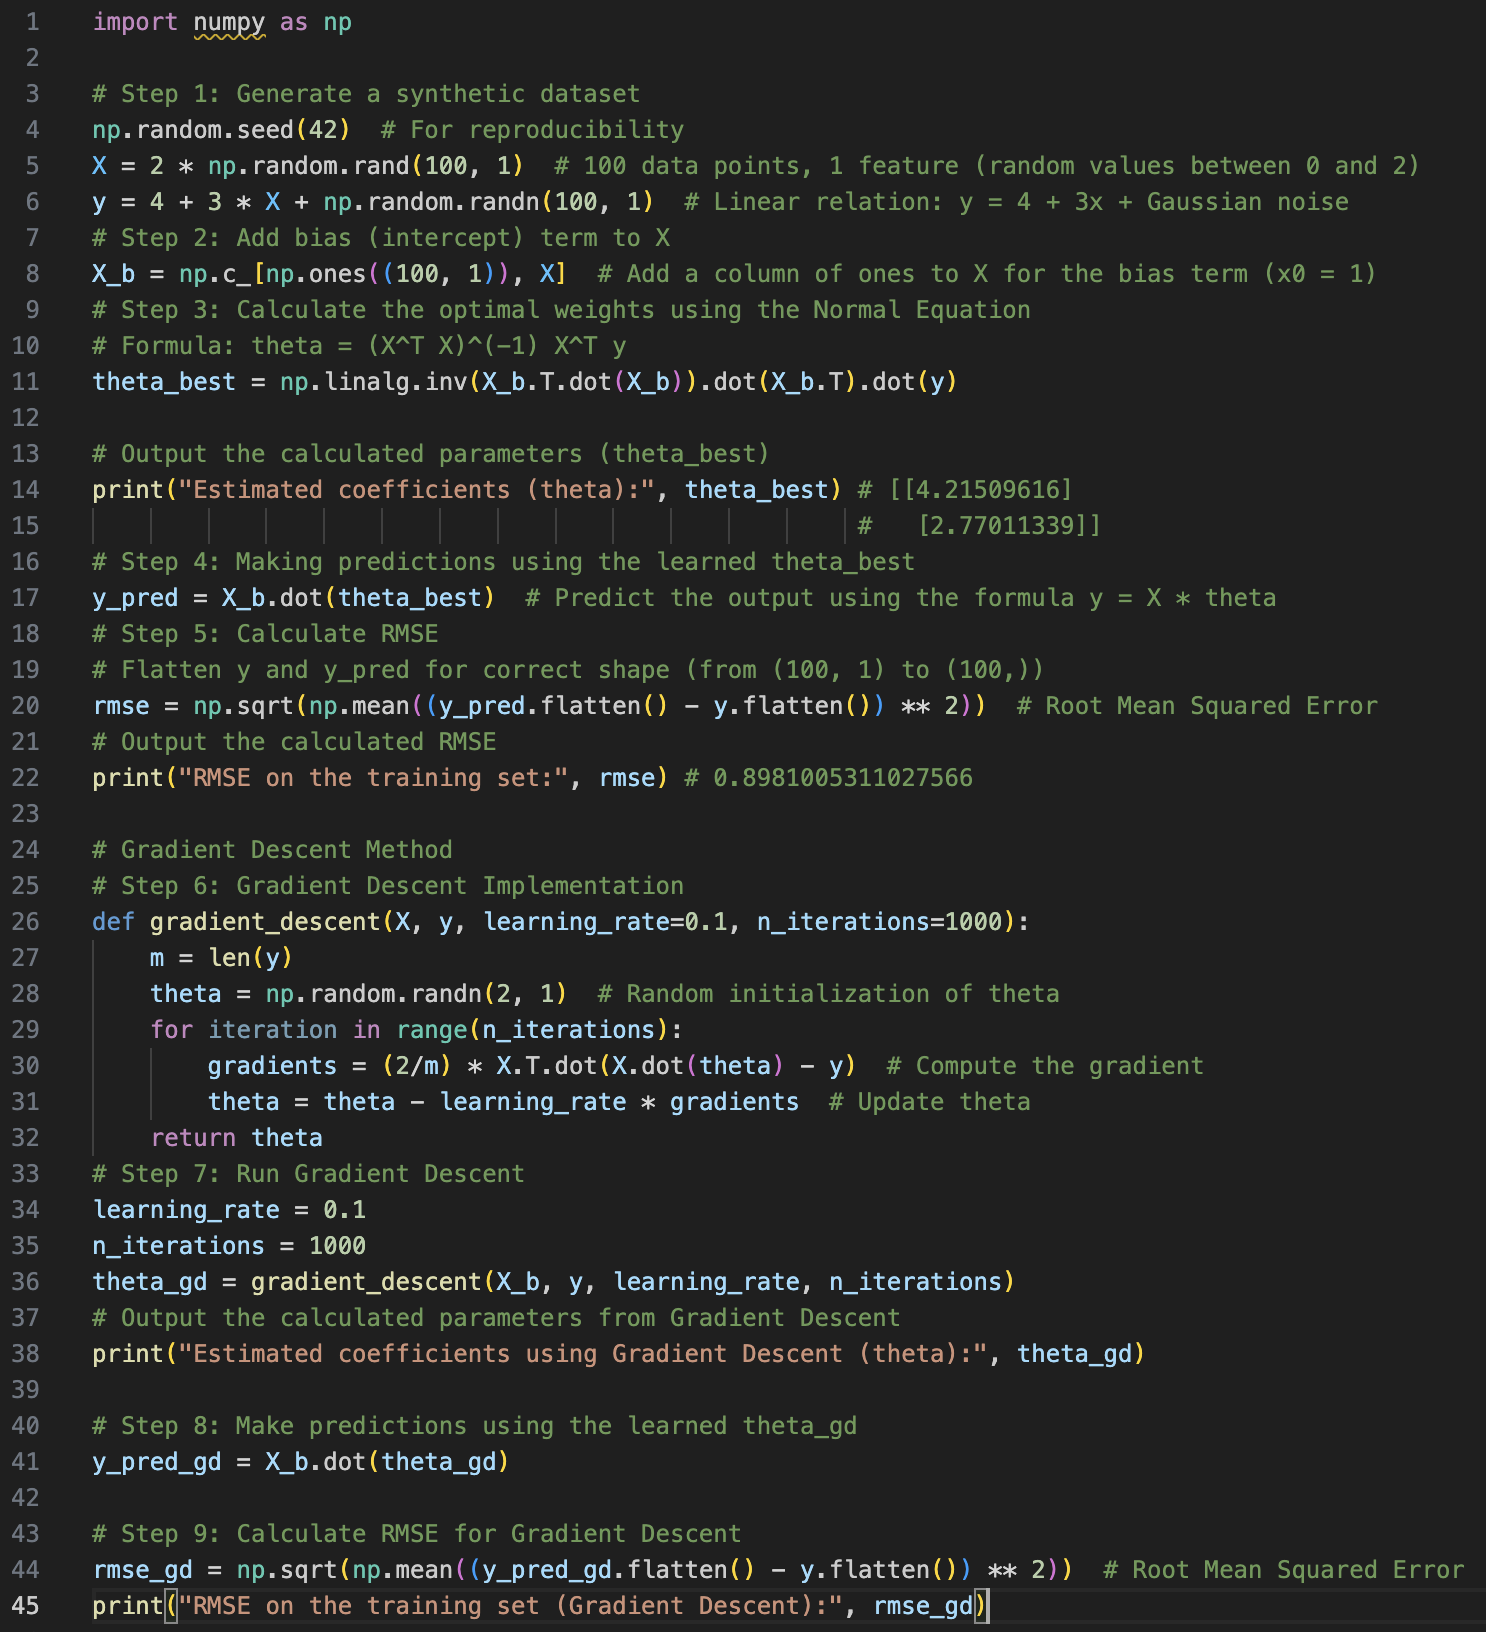 1 import numpy as np
2
3 # Step 1: Generate a synthetic dataset
4 np.random.seed(42)  # For reproducibility
5 X = 2 * np.random.rand(100, 1)  # 100 data points, 1 feature (random values between 0 and 2)
6 y = 4 + 3 * X + np.random.randn(100, 1)  # Linear relation: y = 4 + 3x + Gaussian noise
7 # Step 2: Add bias (intercept) term to X
8 X_b = np.c_[np.ones((100, 1)), X]  # Add a column of ones to X for the bias term (x0 = 1)
9 # Step 3: Calculate the optimal weights using the Normal Equation
10 # Formula: theta = (X^T X)^(-1) X^T y
11 theta_best = np.linalg.inv(X_b.T.dot(X_b)).dot(X_b.T).dot(y)
12
13 # Output the calculated parameters (theta_best)
14 print("Estimated coefficients (theta):", theta_best) # [[4.21509616]
15                                                      #   [2.77011339]]
16 # Step 4: Making predictions using the learned theta_best
17 y_pred = X_b.dot(theta_best)  # Predict the output using the formula y = X * theta
18 # Step 5: Calculate RMSE
19 # Flatten y and y_pred for correct shape (from (100, 1) to (100,))
20 rmse = np.sqrt(np.mean((y_pred.flatten() - y.flatten()) ** 2))  # Root Mean Squared Error
21 # Output the calculated RMSE
22 print("RMSE on the training set:", rmse) # 0.8981005311027566
23
24 # Gradient Descent Method
25 # Step 6: Gradient Descent Implementation
26 def gradient_descent(X, y, learning_rate=0.1, n_iterations=1000):
27     m = len(y)
28     theta = np.random.randn(2, 1)  # Random initialization of theta
29     for iteration in range(n_iterations):
30         gradients = (2/m) * X.T.dot(X.dot(theta) - y)  # Compute the gradient
31         theta = theta - learning_rate * gradients  # Update theta
32     return theta
33 # Step 7: Run Gradient Descent
34 learning_rate = 0.1
35 n_iterations = 1000
36 theta_gd = gradient_descent(X_b, y, learning_rate, n_iterations)
37 # Output the calculated parameters from Gradient Descent
38 print("Estimated coefficients using Gradient Descent (theta):", theta_gd)
39
40 # Step 8: Make predictions using the learned theta_gd
41 y_pred_gd = X_b.dot(theta_gd)
42
43 # Step 9: Calculate RMSE for Gradient Descent
44 rmse_gd = np.sqrt(np.mean((y_pred_gd.flatten() - y.flatten()) ** 2))  # Root Mean Squared Error
45 print("RMSE on the training set (Gradient Descent):", rmse_gd)